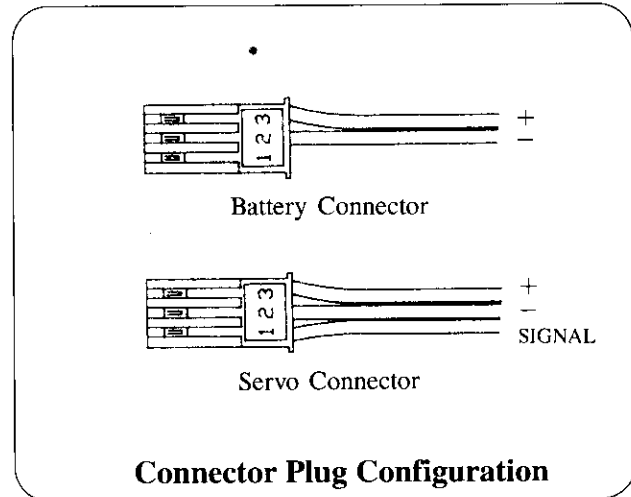 1 2 3
+
−
Battery Connector
1 2 3
+
−
SIGNAL
Servo Connector
Connector Plug Configuration